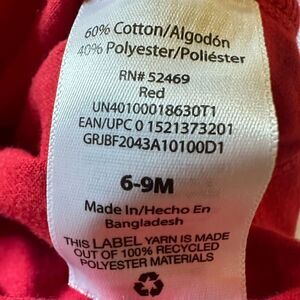 60% Cotton/Algodón
40% Polyester/Poliéster
RN# 52469
Red
UN40100018630T1
EAN/UPC 0 1521373201
GRJBF2043A10100D1
6-9M
Made In/Hecho En
Bangladesh
THIS LABEL YARN IS MADE
OUT OF 100% RECYCLED
POLYESTER MATERIALS